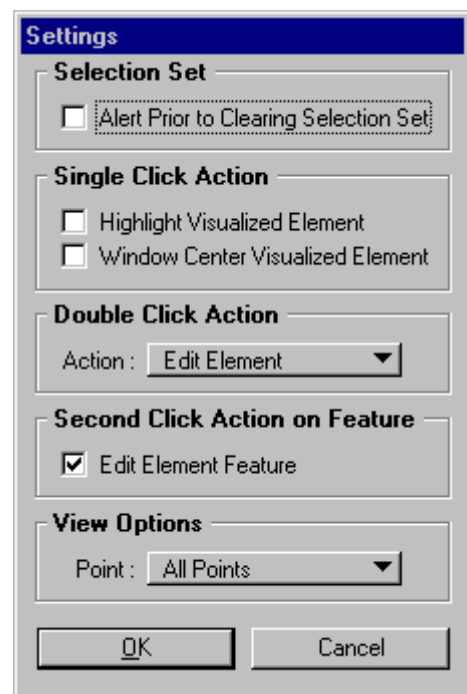 Settings
Selection Set
Alert Prior to Clearing Selection Set
Single Click Action
Highlight Visualized Element
Window Center Visualized Element
Double Click Action
Action : Edit Element
Second Click Action on Feature
Edit Element Feature
View Options
Point : All Points
OK Cancel